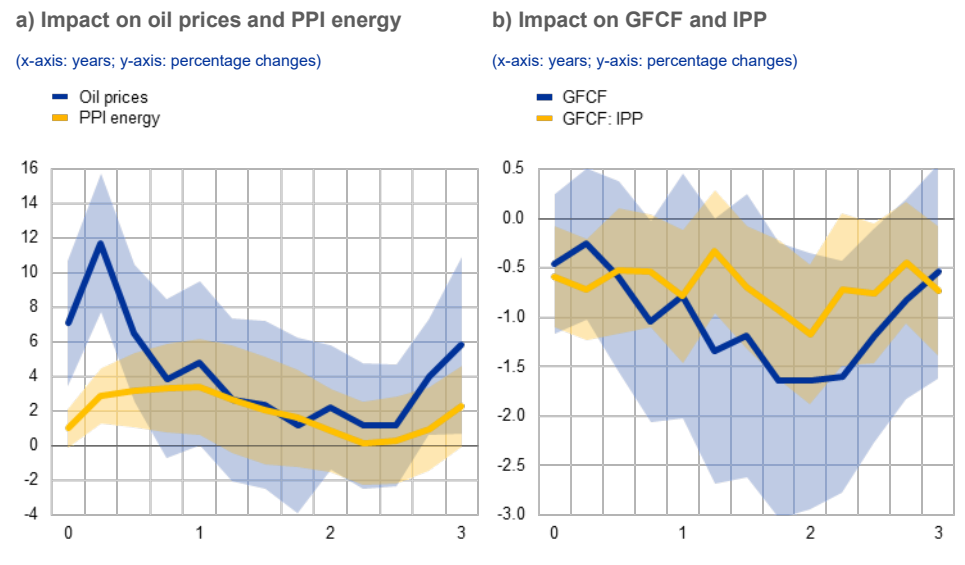 a) Impact on oil prices and PPI energy
(x-axis: years; y-axis: percentage changes)
Oil prices
PPI energy
16
14
12
10
8
6
4
2
0
-2
-4
0 1 2 3
b) Impact on GFCF and IPP
(x-axis: years; y-axis: percentage changes)
GFCF
GFCF: IPP
0.5
0.0
-0.5
-1.0
-1.5
-2.0
-2.5
-3.0
0 1 2 3